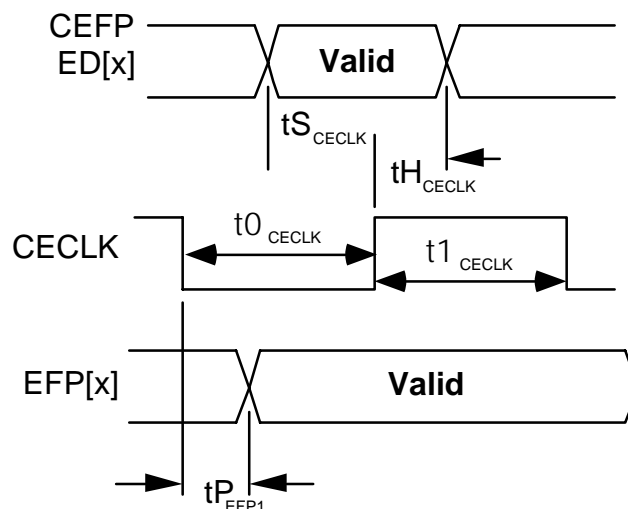 CEFP
ED[x]
Valid
tS CECLK
tH CECLK
CECLK
t0 CECLK
t1 CECLK
EFP[x]
Valid
tP EFP1